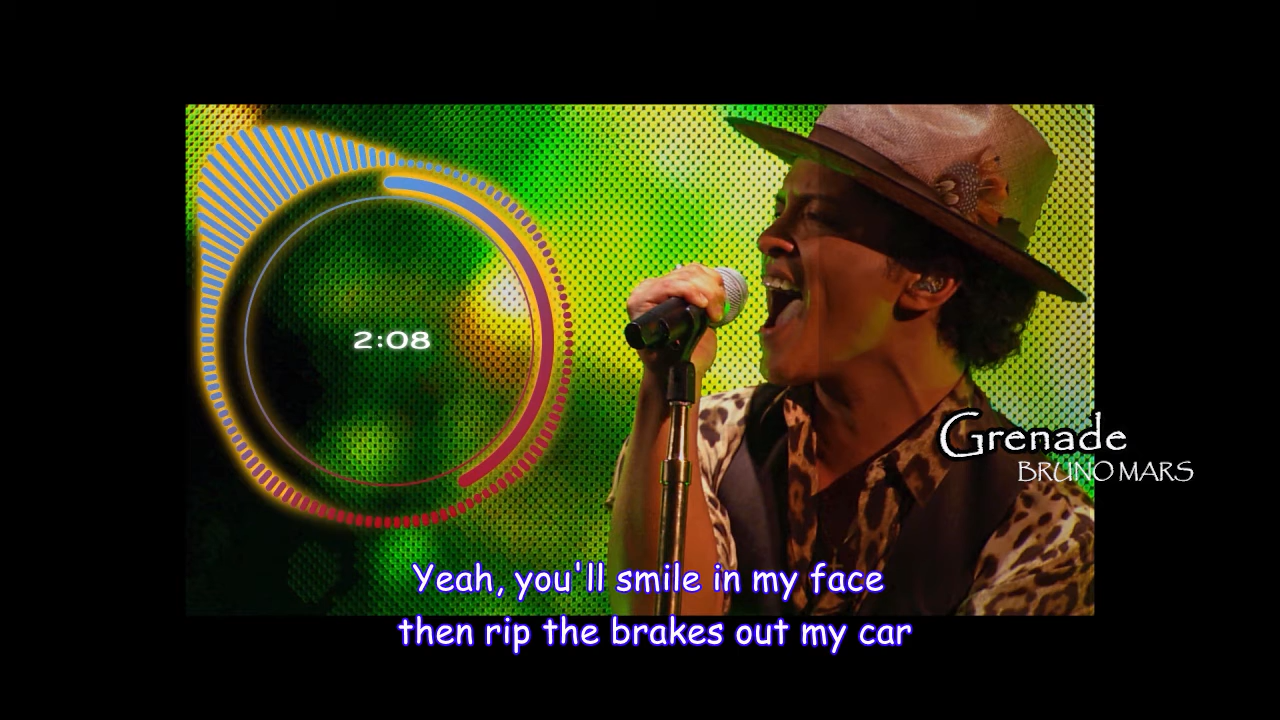 2:08
Grenade
BRUNO MARS
Yeah, you'll smile in my face
then rip the brakes out my car